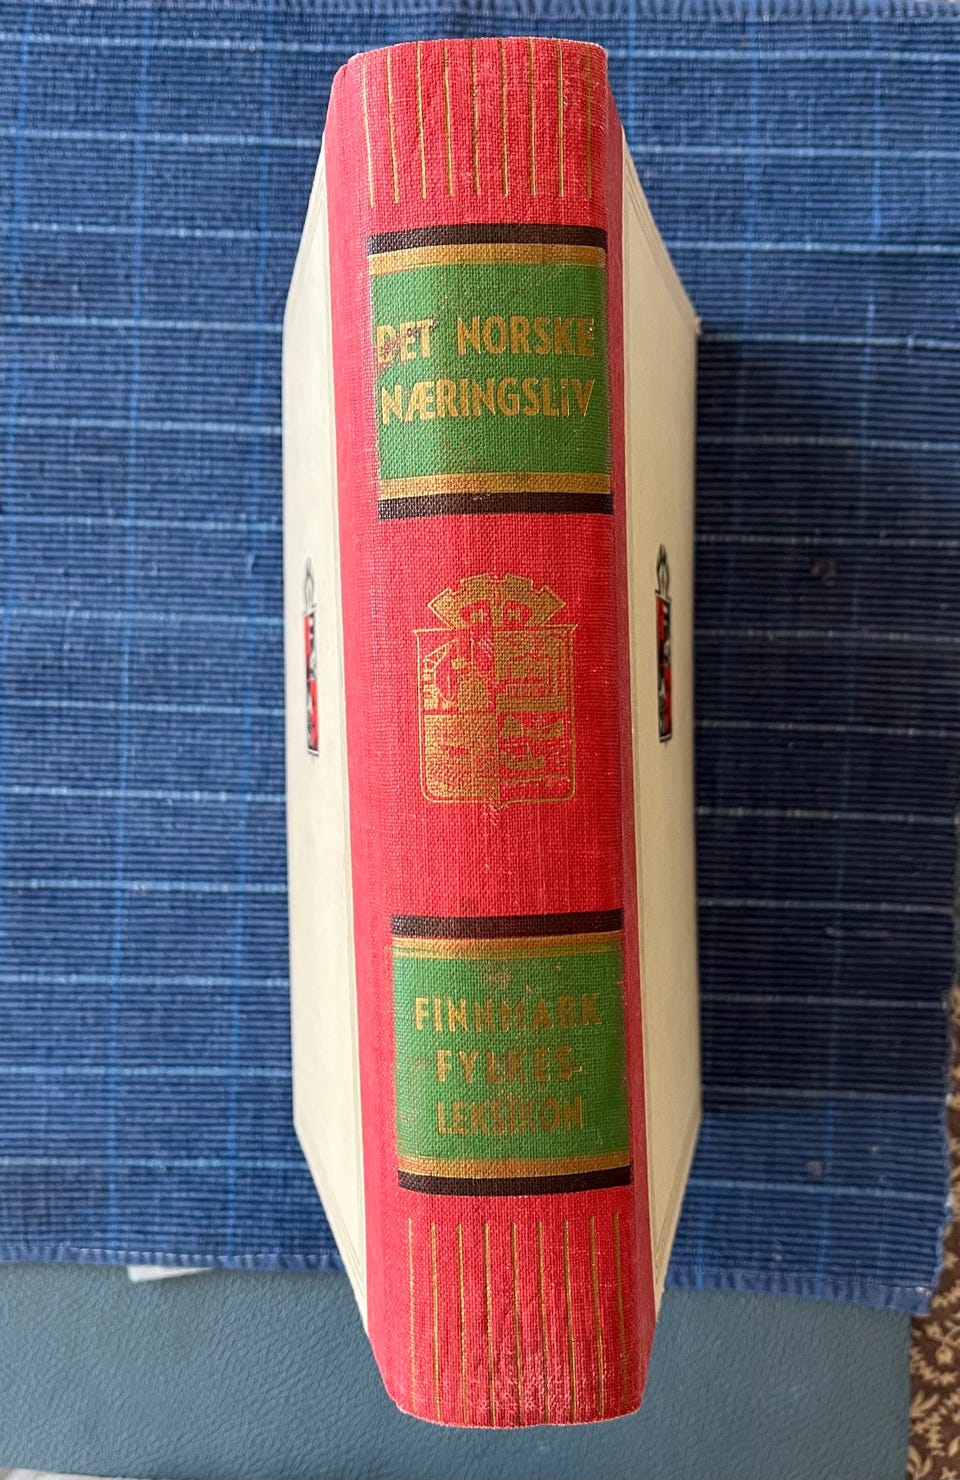 DET NORSKE
NÆRINGSLIV
FINNMARK
FYLKES-
LEKSIKON